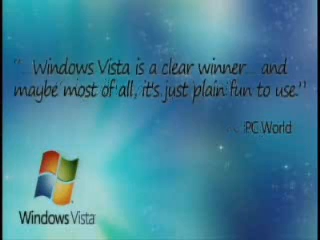 "...Windows Vista is a clear winner... and
maybe most of all, it's just plain fun to use."
PC World
Windows Vista